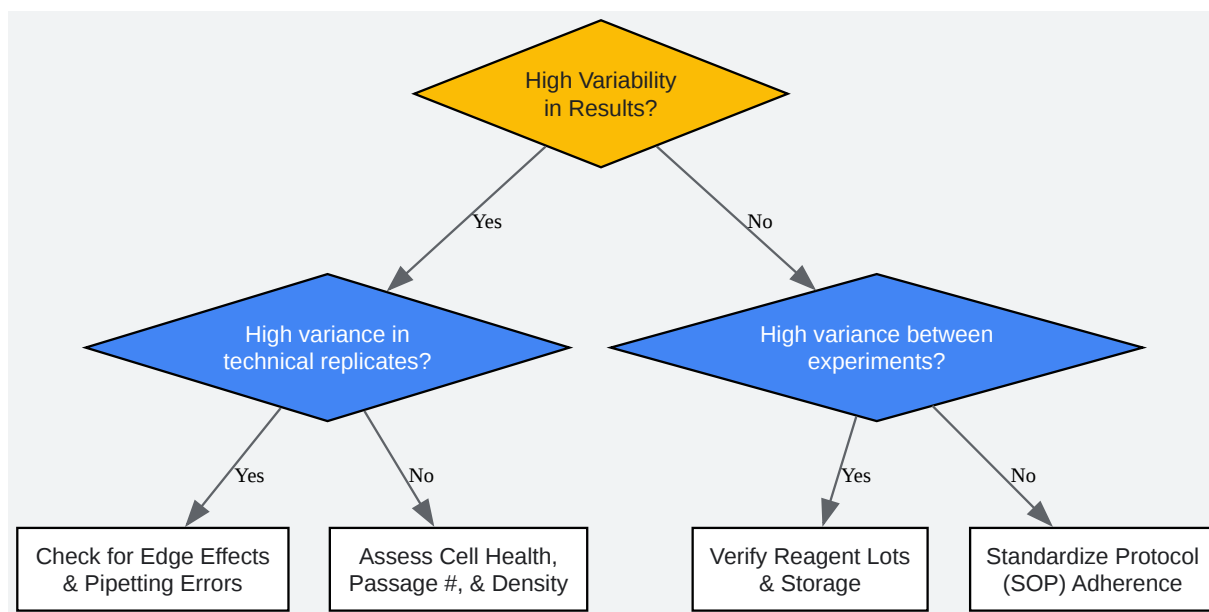 High Variability
in Results?
Yes
No
High variance in
technical replicates?
High variance between
experiments?
Yes
No
Yes
No
Check for Edge Effects
& Pipetting Errors
Assess Cell Health,
Passage #, & Density
Verify Reagent Lots
& Storage
Standardize Protocol
(SOP) Adherence